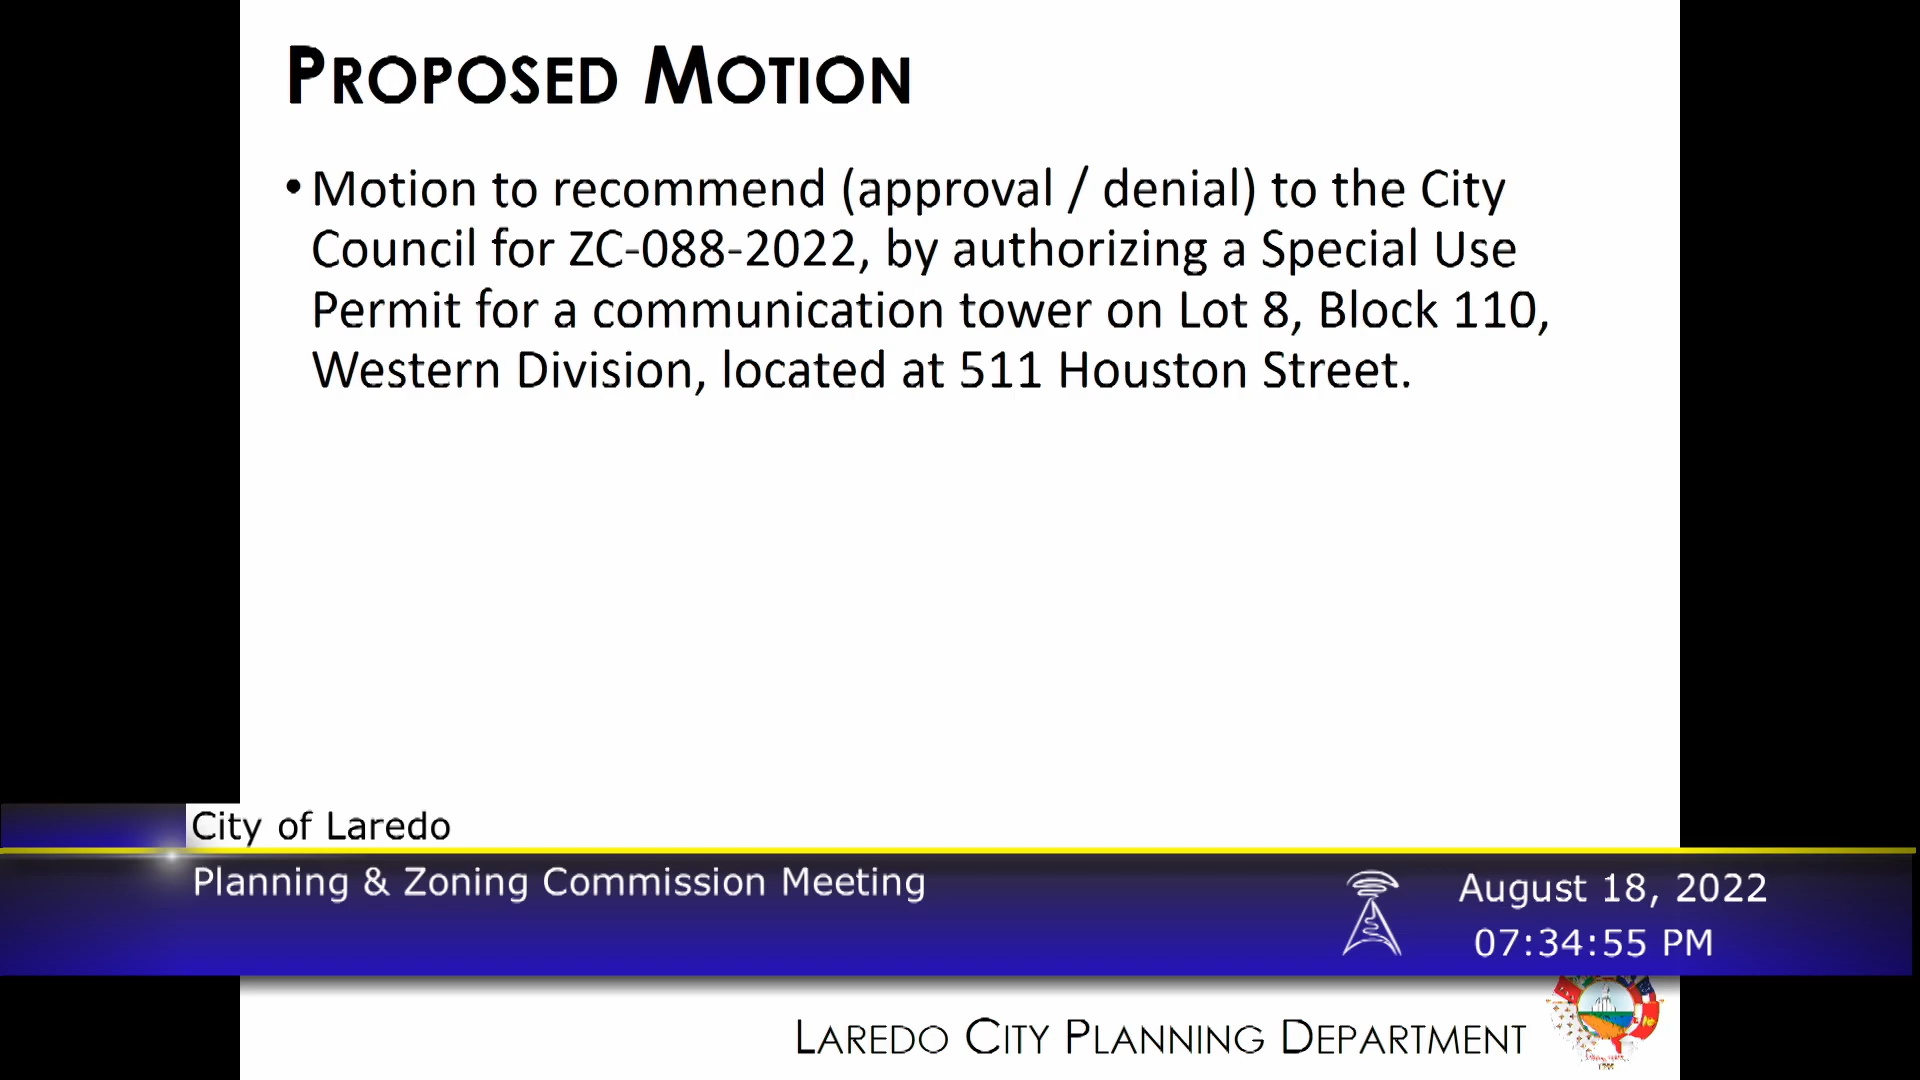 PROPOSED MOTION
• Motion to recommend (approval / denial) to the City
Council for ZC-088-2022, by authorizing a Special Use
Permit for a communication tower on Lot 8, Block 110,
Western Division, located at 511 Houston Street.
City of Laredo
Planning & Zoning Commission Meeting
August 18, 2022
07:34:55 PM
LAREDO CITY PLANNING DEPARTMENT